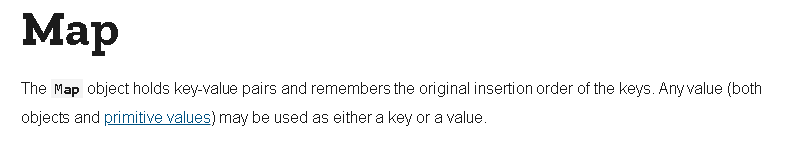 Map
The Map object holds key-value pairs and remembers the original insertion order of the keys. Any value (both
objects and primitive values) may be used as either a key or a value.